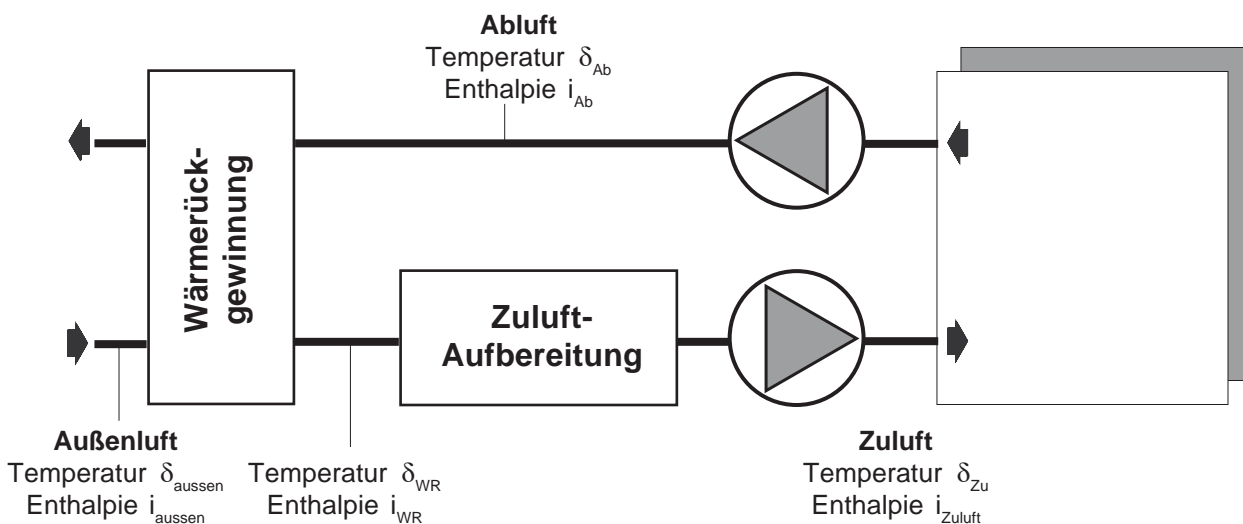 Abluft
Temperatur δAb
Enthalpie iAb
Wärmerück-
gewinnung
Zuluft-
Aufbereitung
Außenluft
Temperatur δaussen
Enthalpie iaussen
Temperatur δWR
Enthalpie iWR
Zuluft
Temperatur δZu
Enthalpie iZuluft